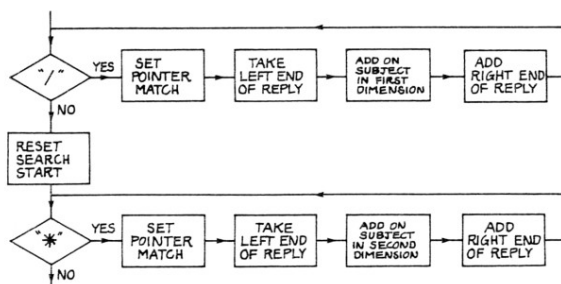 "/"
YES
SET
POINTER
MATCH
TAKE
LEFT END
OF REPLY
ADD ON
SUBJECT
IN FIRST
DIMENSION
ADD
RIGHT END
OF REPLY
NO
RESET
SEARCH
START
"*"
YES
SET
POINTER
MATCH
TAKE
LEFT END
OF REPLY
ADD ON
SUBJECT
IN SECOND
DIMENSION
ADD
RIGHT END
OF REPLY
NO